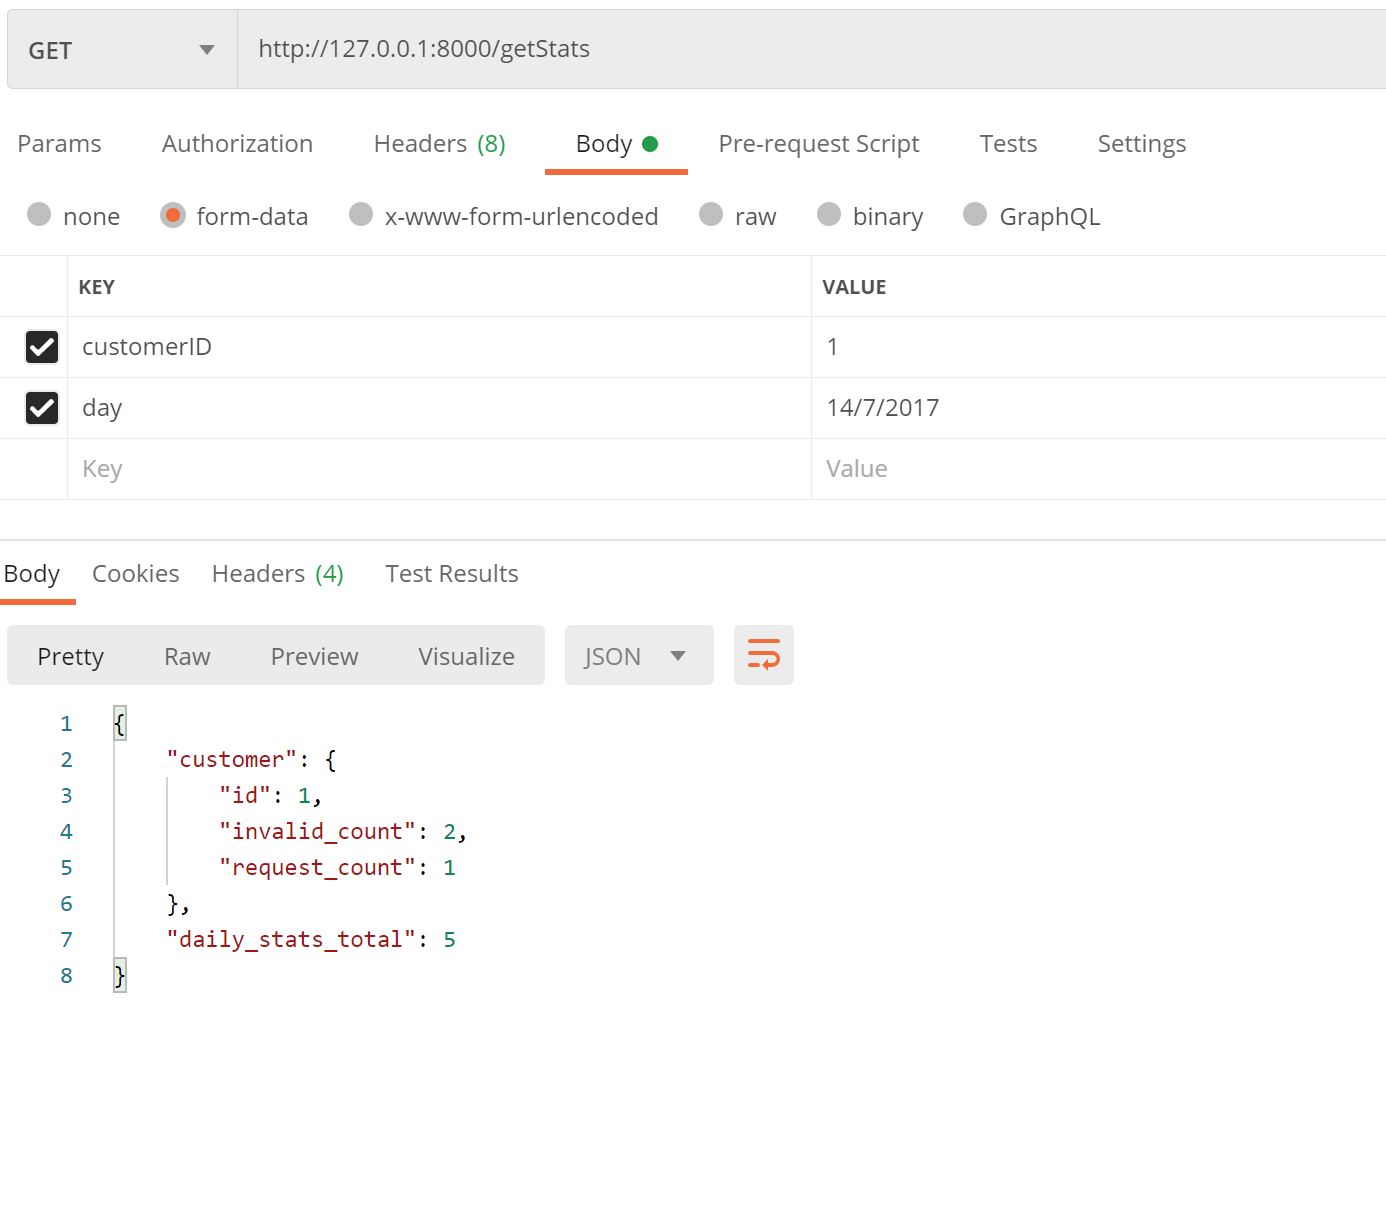 GET http://127.0.0.1:8000/getStats
Params Authorization Headers (8) Body Pre-request Script Tests Settings
none form-data x-www-form-urlencoded raw binary GraphQL
KEY VALUE
customerID 1
day 14/7/2017
Key Value
Body Cookies Headers (4) Test Results
Pretty Raw Preview Visualize JSON
1 {
2 "customer": {
3 "id": 1,
4 "invalid_count": 2,
5 "request_count": 1
6 },
7 "daily_stats_total": 5
8 }